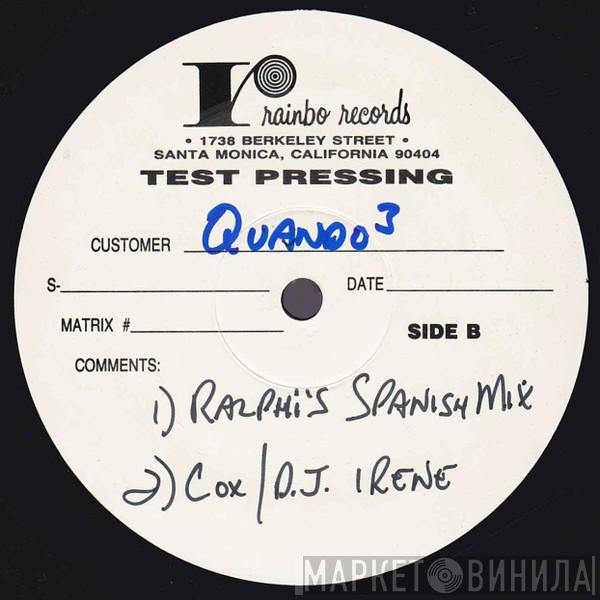 rainbo records
• 1738 BERKELEY STREET •
SANTA MONICA, CALIFORNIA 90404
TEST PRESSING
CUSTOMER QUANDO 3
S- DATE
MATRIX # SIDE B
COMMENTS:
1) RALPHI'S SPANISH MIX
2) COX / D.J. IRENE
МАРКЕТ ВИНИЛА